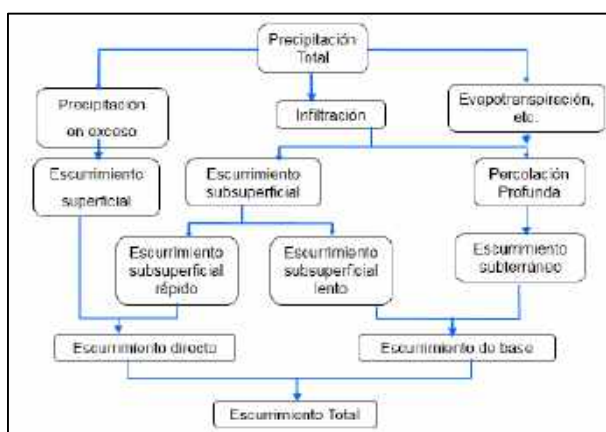 Precipitación
Total
Precipitación
en exceso
Infiltración
Evapotranspiración,
etc.
Escurrimiento
superficial
Escurrimiento
subsuperficial
Percolación
Profunda
Escurrimiento
subsuperficial
rápido
Escurrimiento
subsuperficial
lento
Escurrimiento
subterráneo
Escurrimiento directo
Escurrimiento de base
Escurrimiento Total